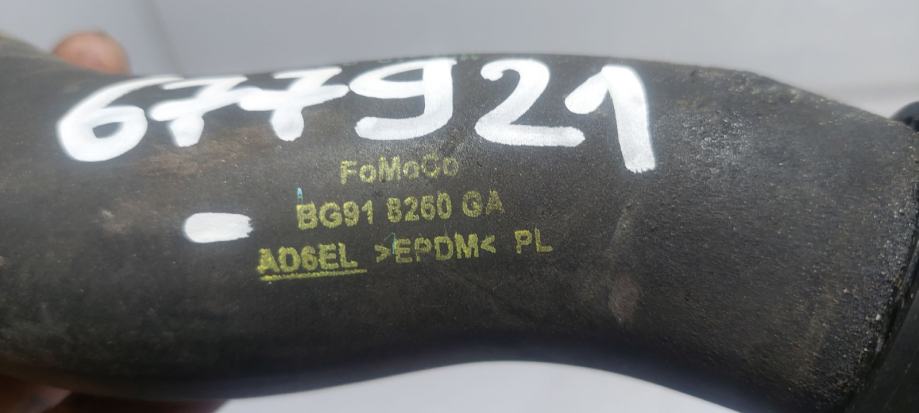 677921
FoMoCo
BG91 8260 GA
AD6EL >EPDM< PL